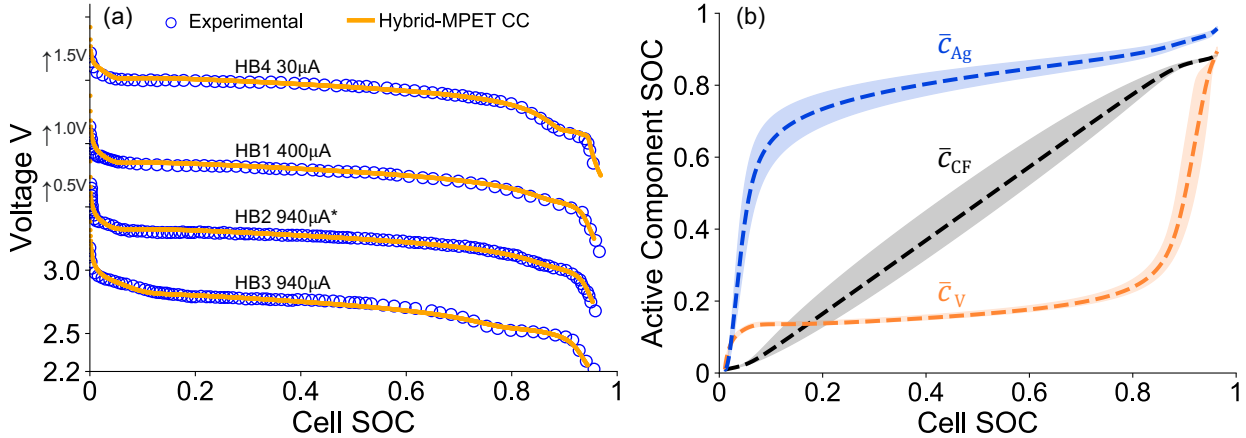 (a)
Experimental
Hybrid-MPET CC
↑1.5V
↑1.0V
↑0.5V
3.0
2.5
2.2
Voltage V
HB4 30μA
HB1 400μA
HB2 940μA*
HB3 940μA
0 0.2 0.4 0.6 0.8 1
Cell SOC
(b)
1
0.8
0.6
0.4
0.2
0
Active Component SOC
c̄Ag
c̄CF
c̄V
0 0.2 0.4 0.6 0.8 1
Cell SOC